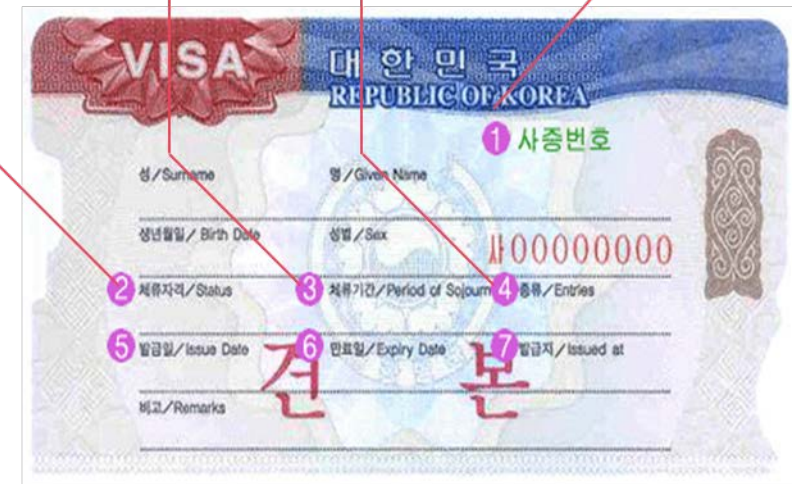 VISA 대한민국
REPUBLIC OF KOREA
1 사증번호
성/Surname 명/Given Name
생년월일/ Birth Date 성별/Sex
사00000000
2 체류자격/Status 3 체류기간/Period of Sojourn 4 종류/Entries
5 발급일/Issue Date 6 만료일/Expiry Date 7 발급지/Issued at
견 본
비고/Remarks